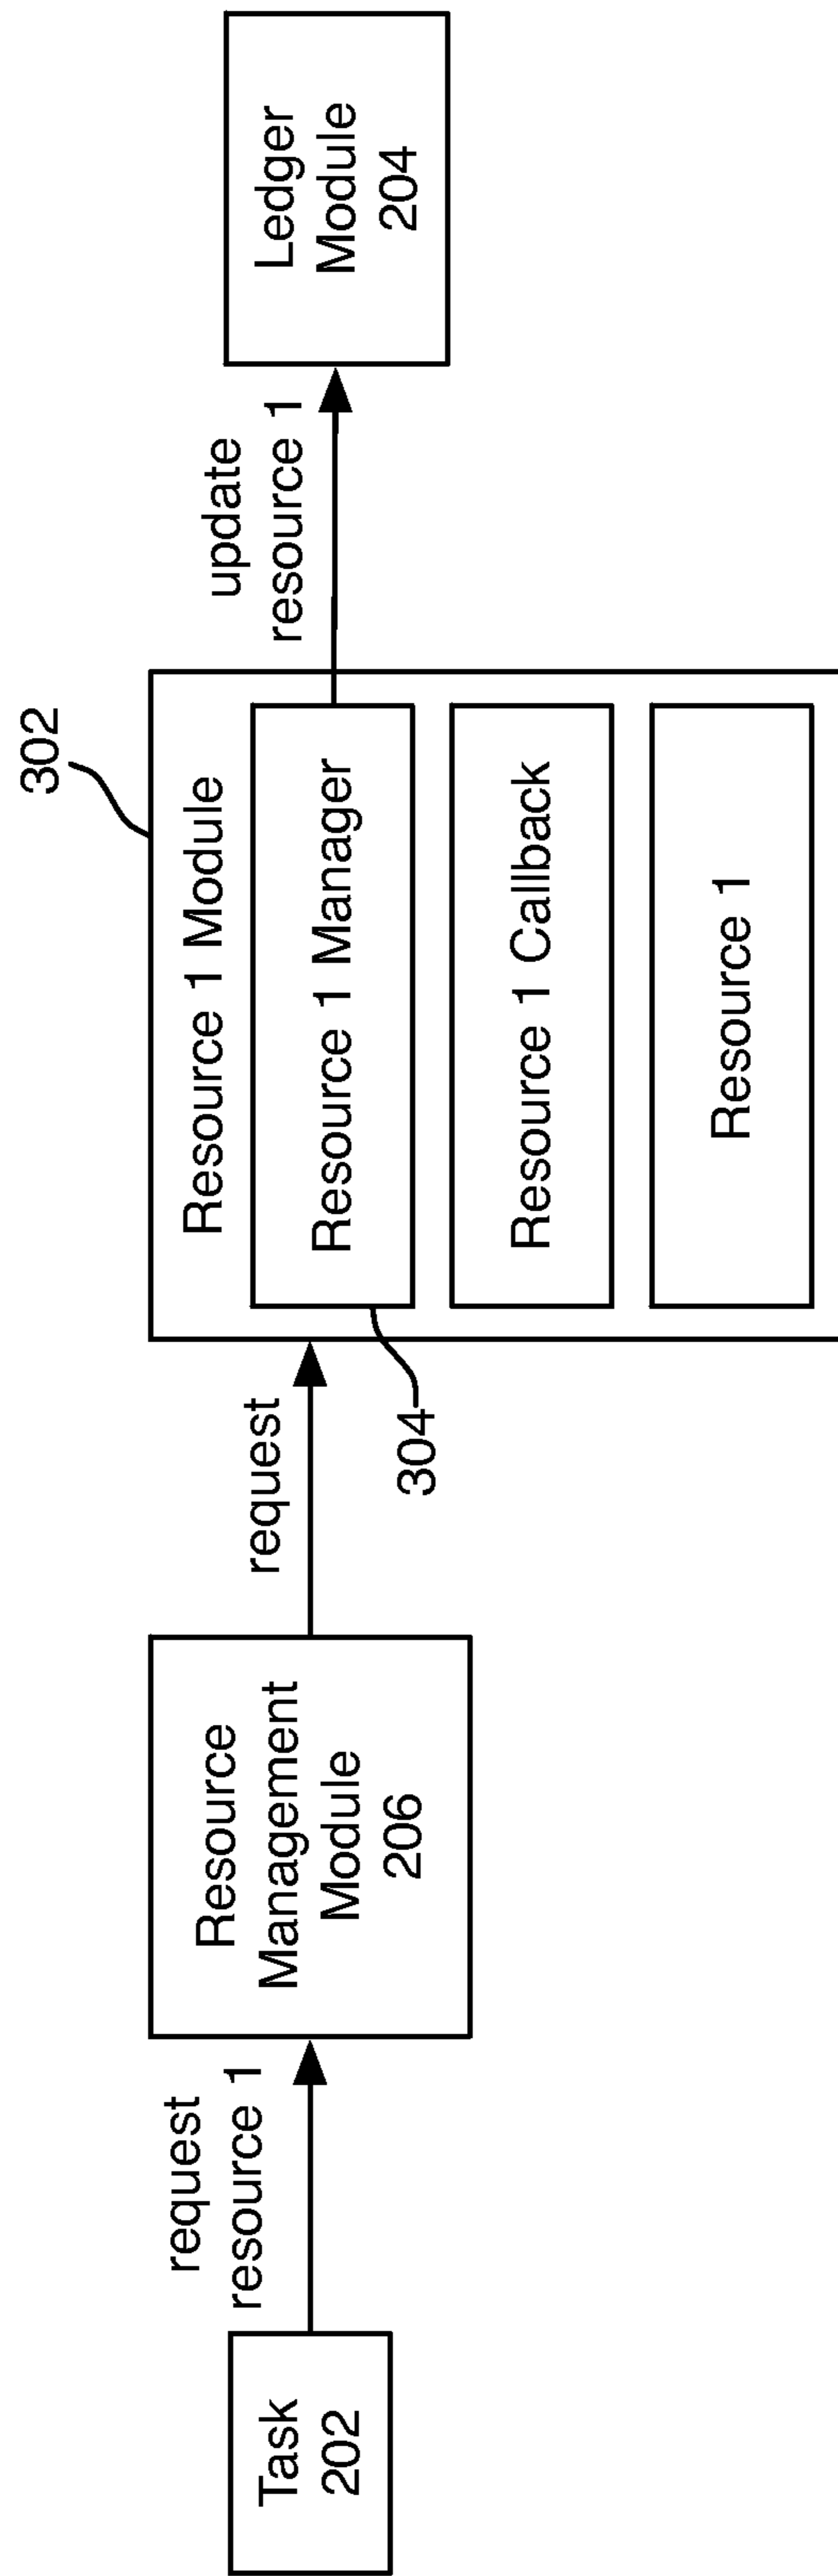 Task
202
request
resource 1
Resource
Management
Module
206
request
302
Resource 1 Module
Resource 1 Manager
304
Resource 1 Callback
Resource 1
update
resource 1
Ledger
Module
204